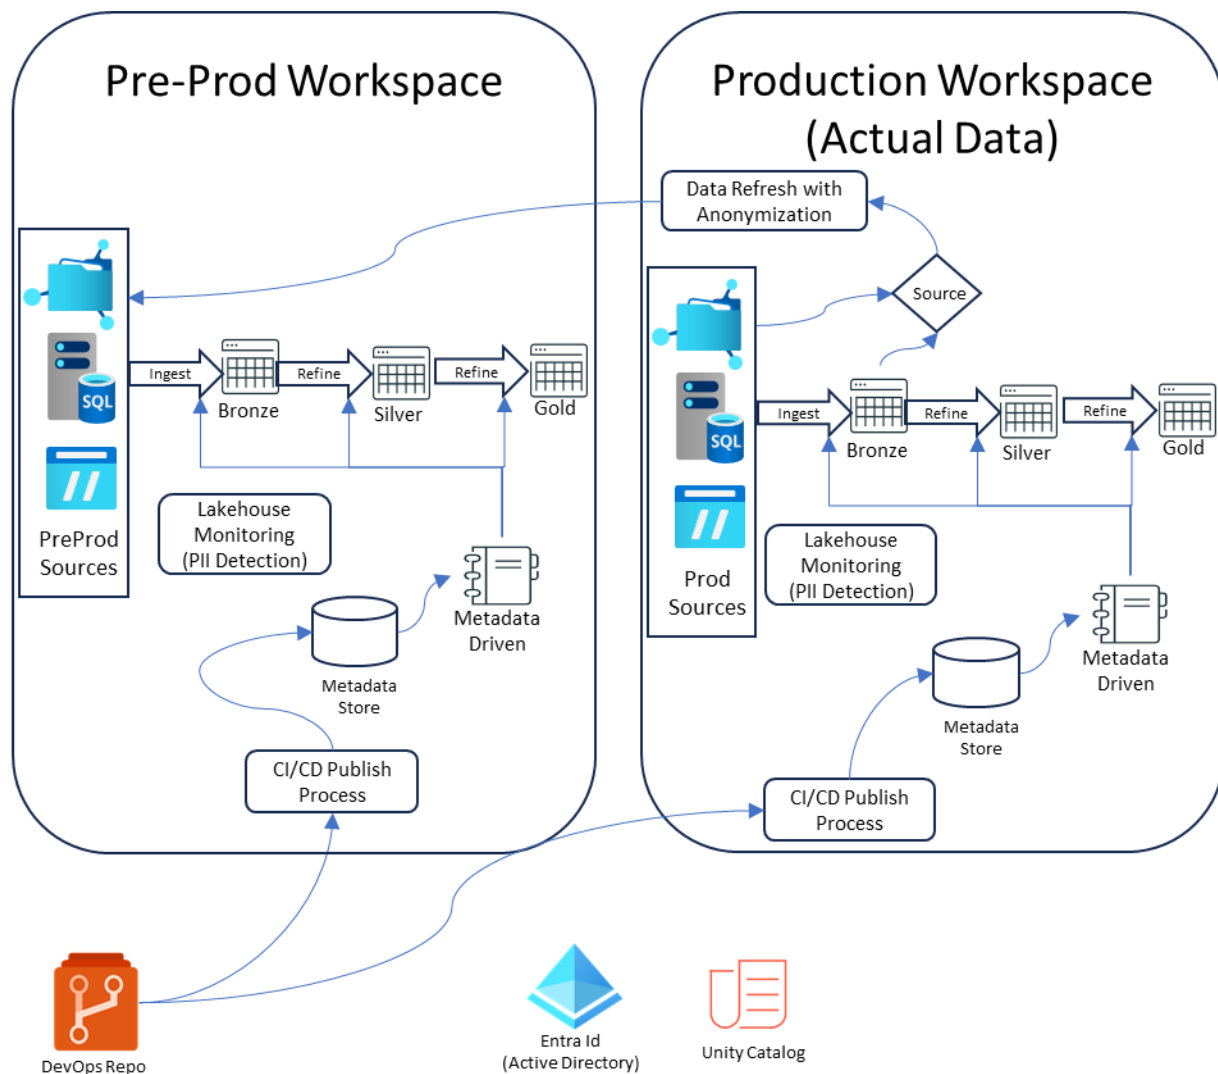 Pre-Prod Workspace
Production Workspace
(Actual Data)
Data Refresh with
Anonymization
Source
SQL
Ingest
Refine
Refine
Bronze
Silver
Gold
PreProd
Sources
Lakehouse
Monitoring
(PII Detection)
Metadata
Driven
Metadata
Store
CI/CD Publish
Process
SQL
Ingest
Refine
Refine
Bronze
Silver
Gold
Prod
Sources
Lakehouse
Monitoring
(PII Detection)
Metadata
Driven
Metadata
Store
CI/CD Publish
Process
DevOps Repo
Entra Id
(Active Directory)
Unity Catalog